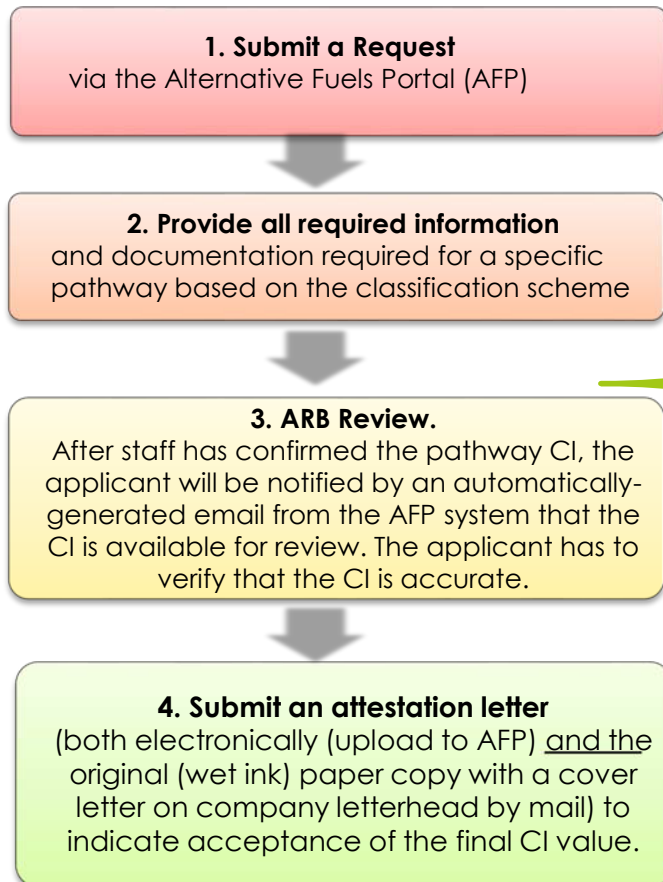 1. Submit a Request
via the Alternative Fuels Portal (AFP)
2. Provide all required information
and documentation required for a specific
pathway based on the classification scheme
3. ARB Review.
After staff has confirmed the pathway CI, the
applicant will be notified by an automatically-
generated email from the AFP system that the
CI is available for review. The applicant has to
verify that the CI is accurate.
4. Submit an attestation letter
(both electronically (upload to AFP) and the
original (wet ink) paper copy with a cover
letter on company letterhead by mail) to
indicate acceptance of the final CI value.